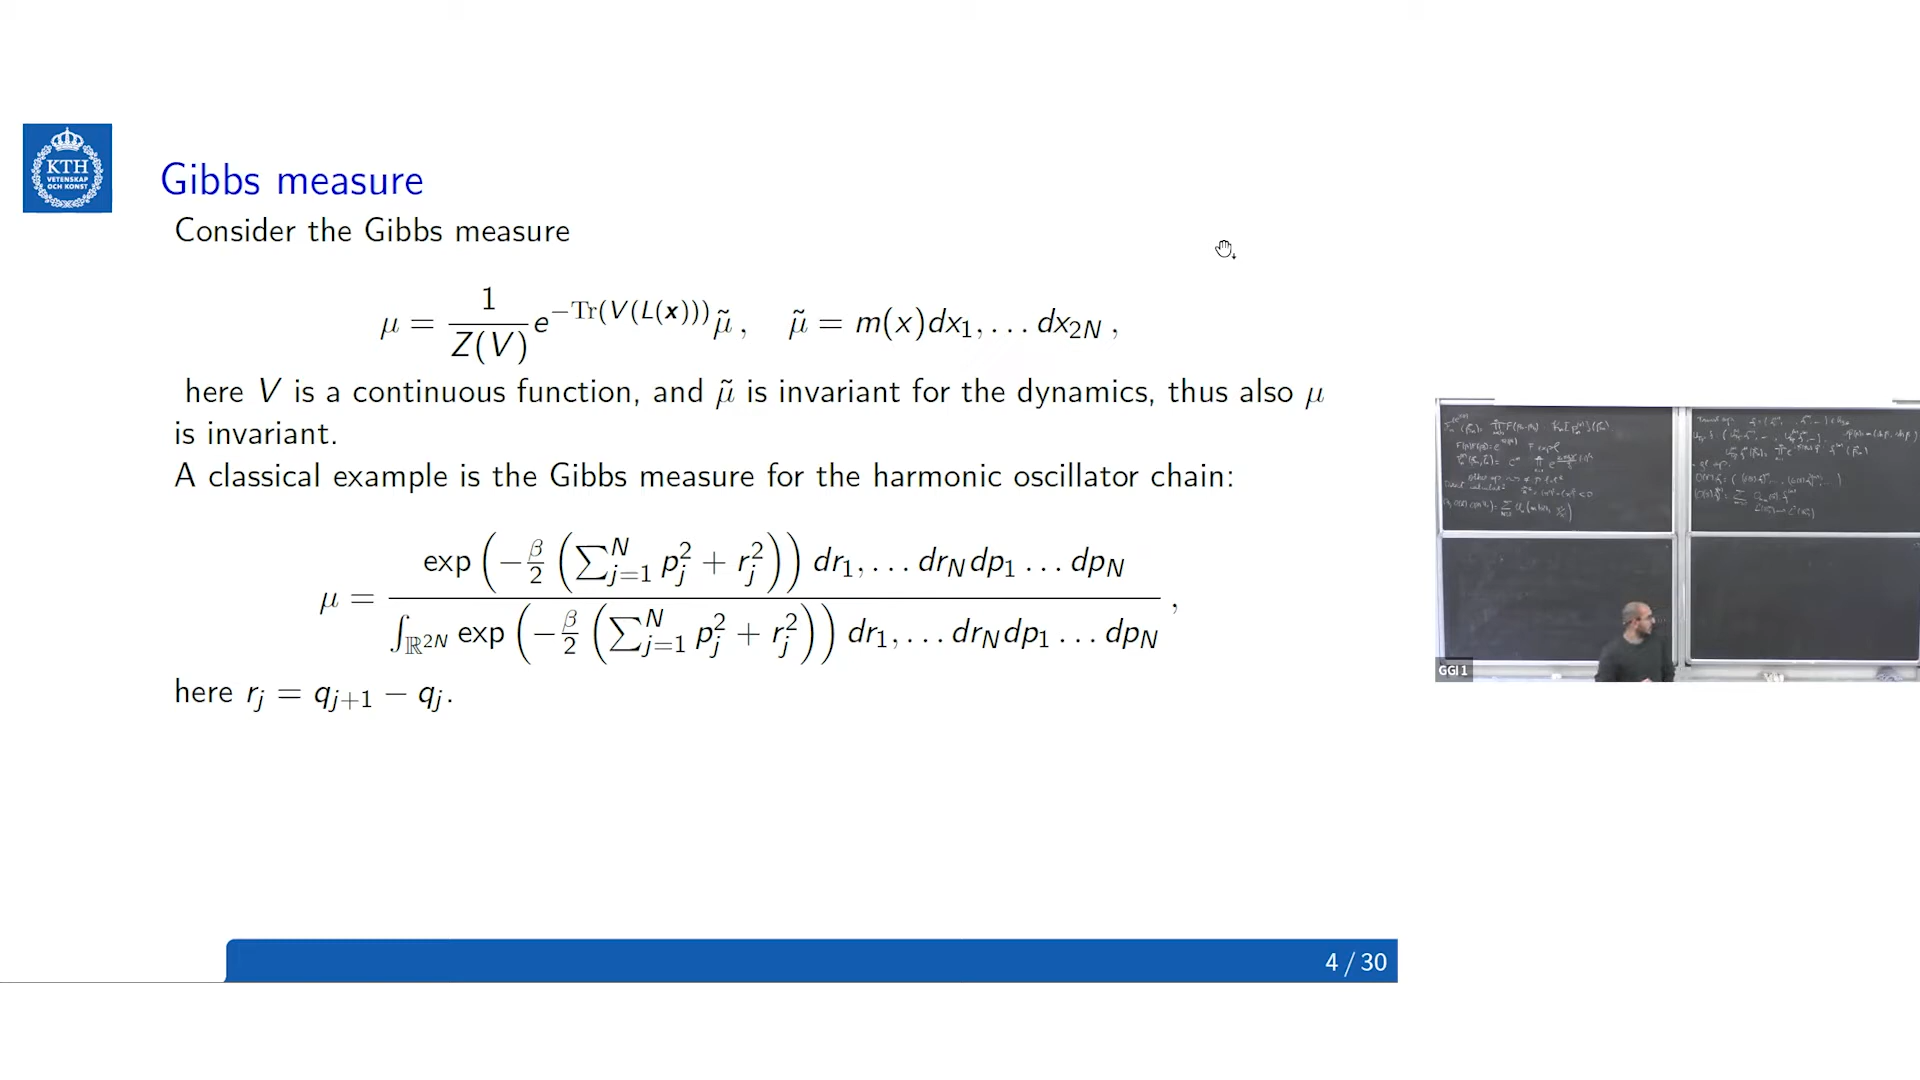 KTH
VETENSKAP
OCH KONST
Gibbs measure
Consider the Gibbs measure
μ = 1/Z(V) e^{−Tr(V(L(x)))} μ̃ , μ̃ = m(x)dx_1, … dx_{2N} ,
here V is a continuous function, and μ̃ is invariant for the dynamics, thus also μ
is invariant.
A classical example is the Gibbs measure for the harmonic oscillator chain:
μ = exp(−β/2 (∑_{j=1}^N p_j^2 + r_j^2)) dr_1, … dr_N dp_1 … dp_N / ∫_{ℝ^{2N}} exp(−β/2 (∑_{j=1}^N p_j^2 + r_j^2)) dr_1, … dr_N dp_1 … dp_N ,
here r_j = q_{j+1} − q_j.
GGI 1
4 / 30